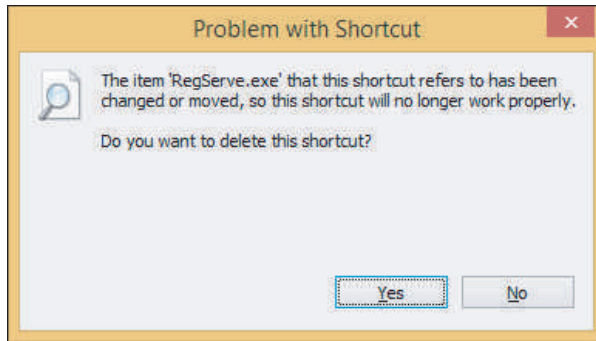 Problem with Shortcut
The item 'RegServe.exe' that this shortcut refers to has been
changed or moved, so this shortcut will no longer work properly.
Do you want to delete this shortcut?
Yes
No